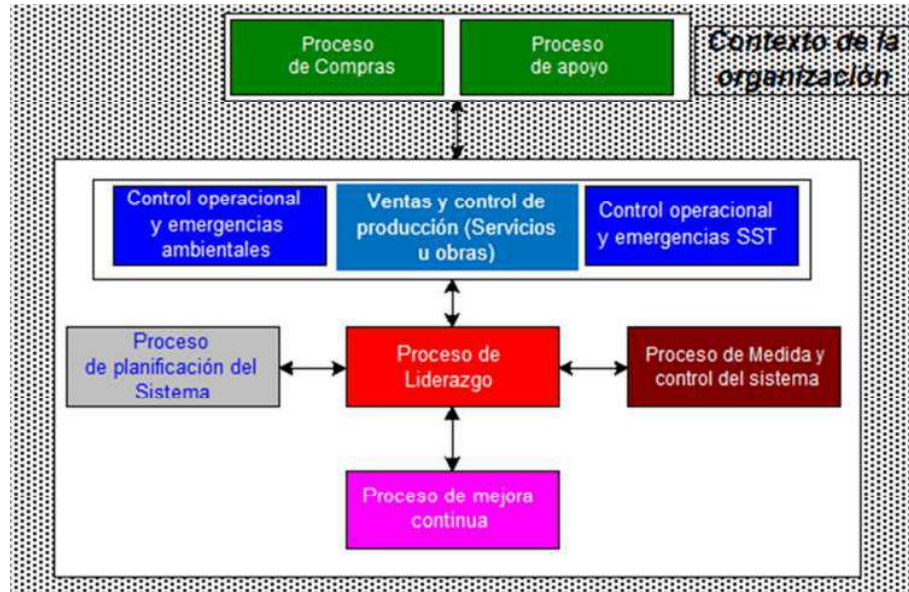 Proceso
de Compras
Proceso
de apoyo
Contexto de la
organización
Control operacional
y emergencias
ambientales
Ventas y control de
producción (Servicios
u obras)
Control operacional
y emergencias SST
Proceso
de planificación del
Sistema
Proceso de
Liderazgo
Proceso de Medida y
control del sistema
Proceso de mejora
continua